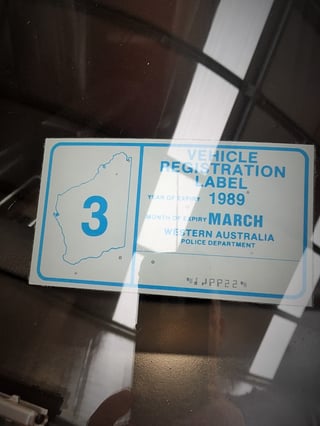 VEHICLE
REGISTRATION
LABEL
YEAR OF EXPIRY 1989
MONTH OF EXPIRY MARCH
WESTERN AUSTRALIA
POLICE DEPARTMENT
3